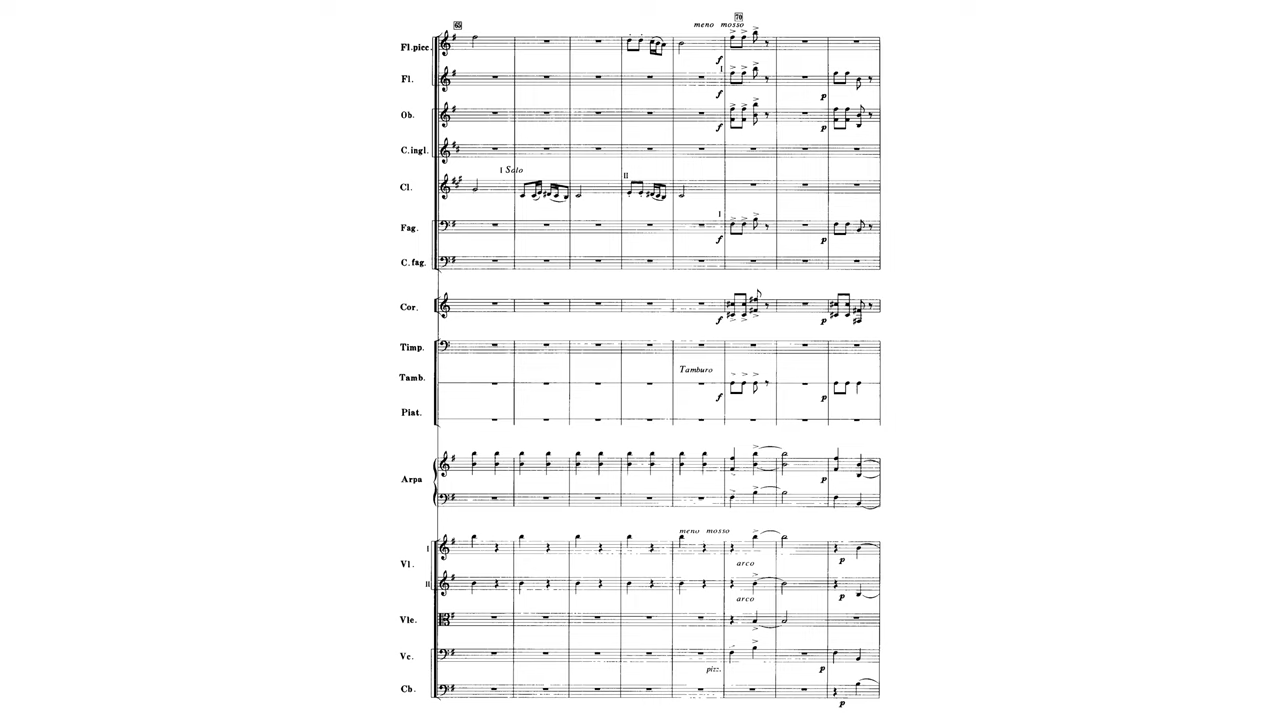 65
70
meno mosso
Fl.picc.
f
I
Fl.
f
p
Ob.
f
p
C.ingl.
I Solo
II
Cl.
I
Fag.
f
p
C.fag.
Cor.
f
p
Timp.
Tamburo
Tamb.
f
p
Piat.
Arpa
p
meno mosso
I
Vl.
arco
p
II
arco
p
Vle.
Vc.
pizz.
p
Cb.
p